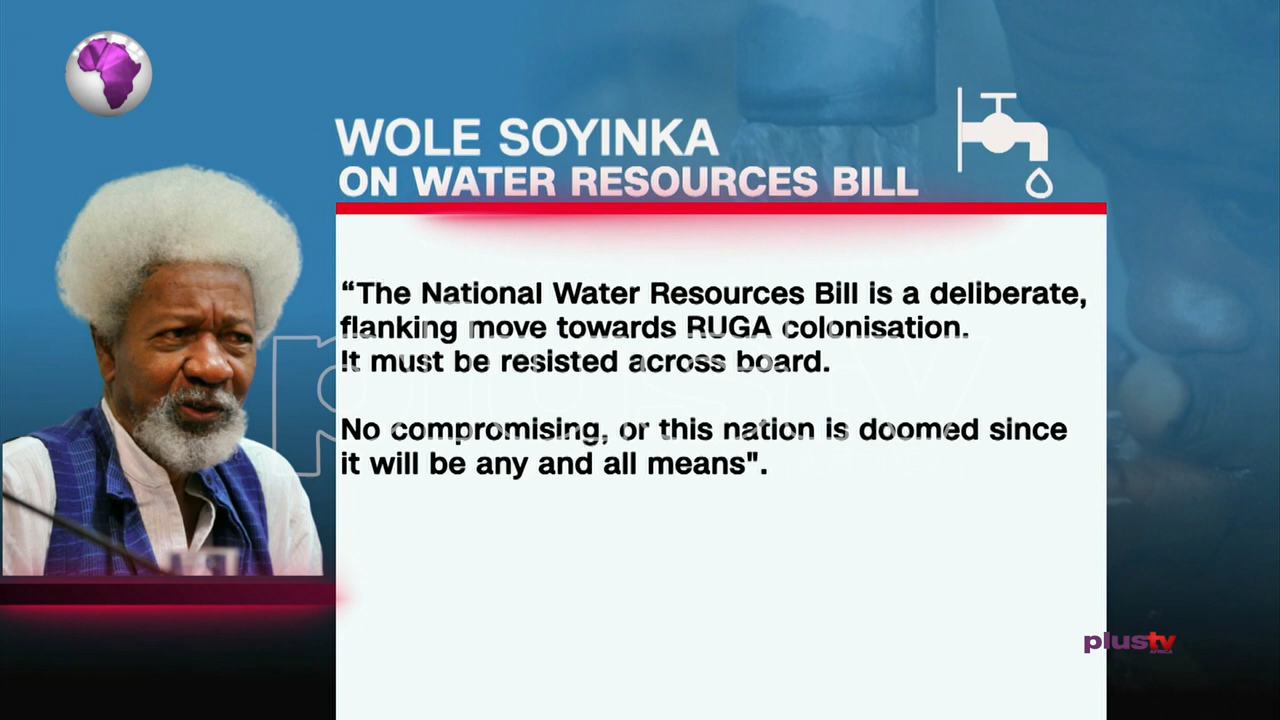 WOLE SOYINKA
ON WATER RESOURCES BILL
“The National Water Resources Bill is a deliberate,
flanking move towards RUGA colonisation.
It must be resisted across board.
No compromising, or this nation is doomed since
it will be any and all means".
plustv
plustv
AFRICA